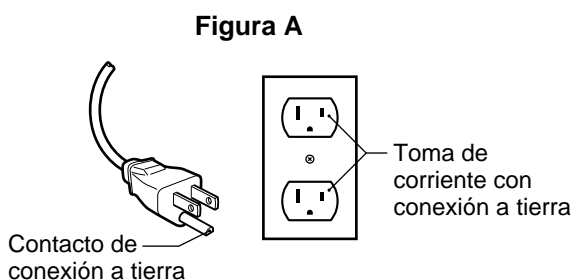 Figura A
Toma de
corriente con
conexión a tierra
Contacto de
conexión a tierra